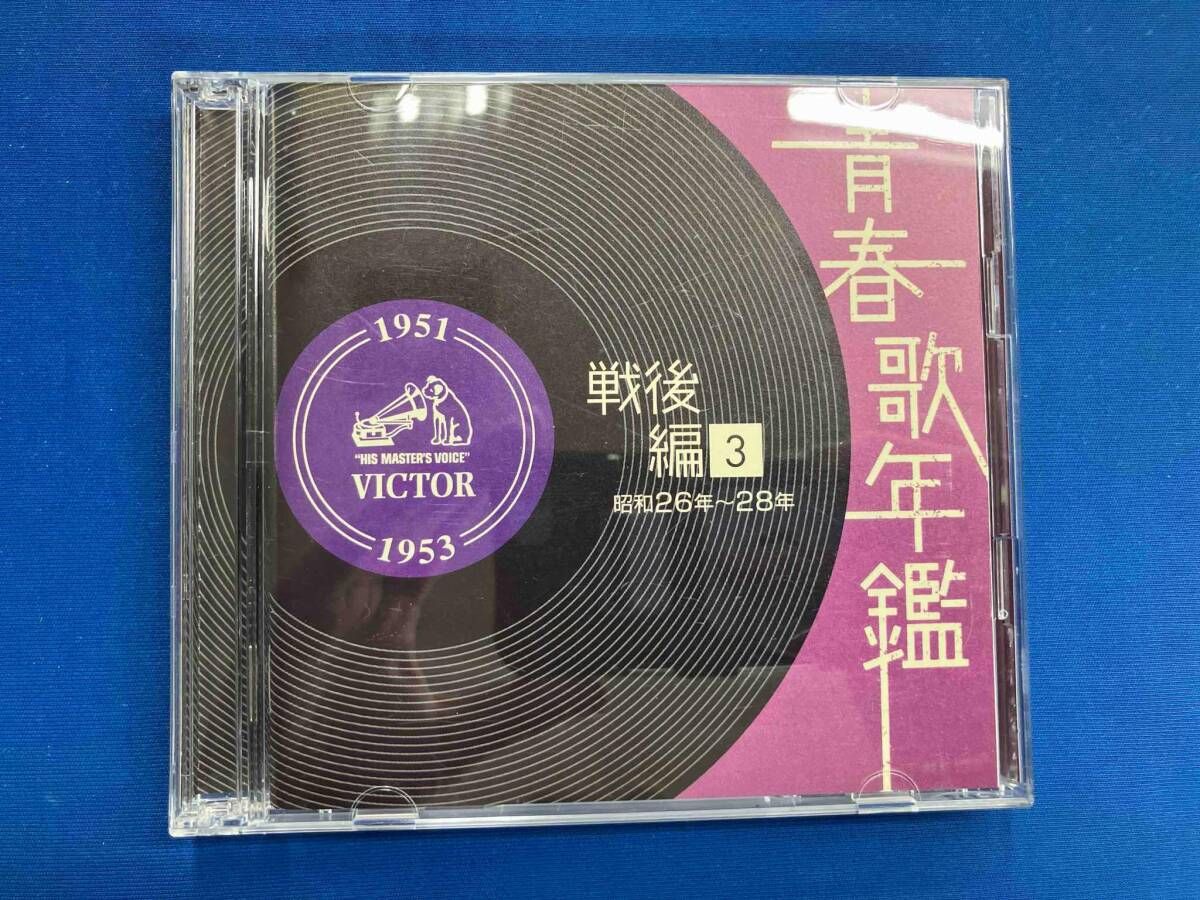 青春歌年鑑
戦後
編 3
昭和26年～28年
1951
"HIS MASTER'S VOICE"
VICTOR
1953